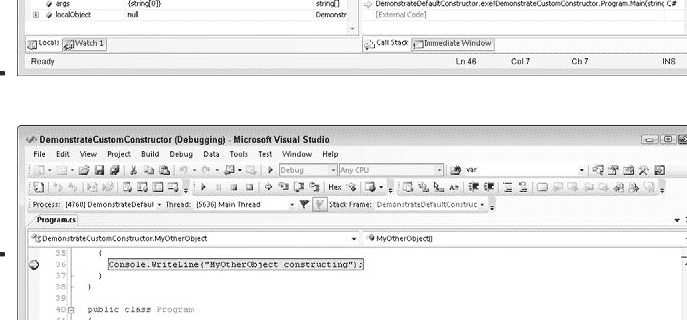 args {string[0]} string[]
localObject null Demonstr
DemonstrateDefaultConstructor.exe!DemonstrateCustomConstructor.Program.Main(string C#
[External Code]
Locals Watch 1
Call Stack Immediate Window
Ready Ln 46 Col 7 Ch 7 INS
DemonstrateCustomConstructor (Debugging) - Microsoft Visual Studio
File Edit View Project Build Debug Data Tools Test Window Help
Debug Any CPU var
Hex
Process: [4760] DemonstrateDefaul Thread: [5636] Main Thread Stack Frame: DemonstrateDefaultConstruc
Program.cs
DemonstrateCustomConstructor.MyOtherObject MyOtherObject()
35 {
36 Console.WriteLine("MyOtherObject constructing");
37 }
38 }
39
40 public class Program